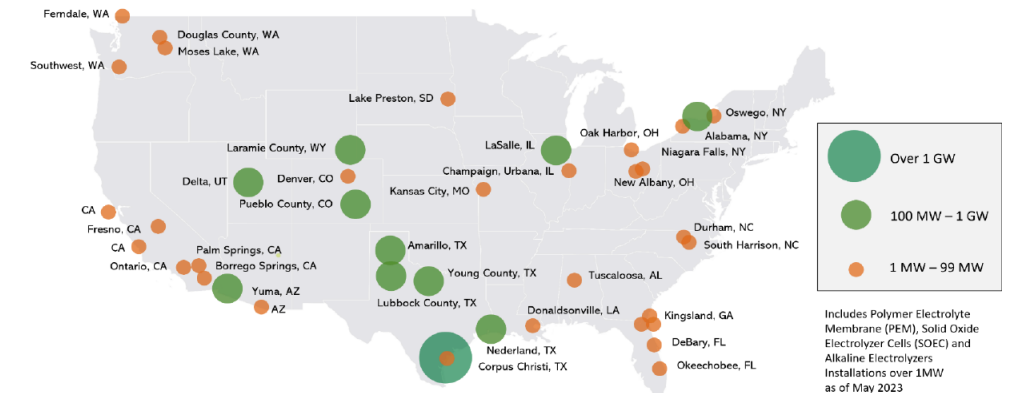 Ferndale, WA
Douglas County, WA
Moses Lake, WA
Southwest, WA
Lake Preston, SD
Oswego, NY
Oak Harbor, OH
Alabama, NY
Laramie County, WY
LaSalle, IL
Niagara Falls, NY
Champaign, Urbana, IL
Delta, UT
Denver, CO
New Albany, OH
Kansas City, MO
Pueblo County, CO
CA
Fresno, CA
Durham, NC
CA
Palm Springs, CA
Amarillo, TX
South Harrison, NC
Ontario, CA
Borrego Springs, CA
Young County, TX
Tuscaloosa, AL
Yuma, AZ
Lubbock County, TX
AZ
Donaldsonville, LA
Kingsland, GA
Nederland, TX
DeBary, FL
Corpus Christi, TX
Okeechobee, FL
Over 1 GW
100 MW – 1 GW
1 MW – 99 MW
Includes Polymer Electrolyte
Membrane (PEM), Solid Oxide
Electrolyzer Cells (SOEC) and
Alkaline Electrolyzers
Installations over 1MW
as of May 2023